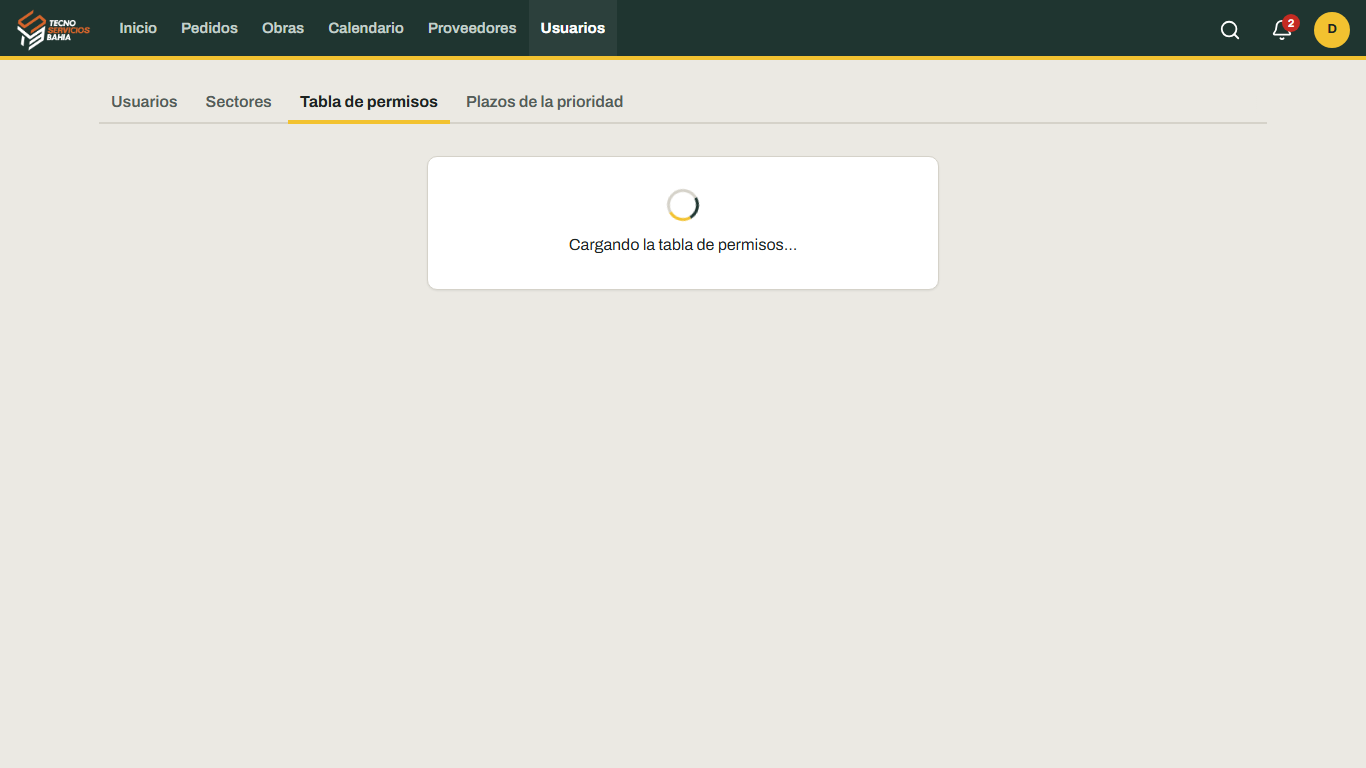 TECNO
SERVICIOS
BAHIA
Inicio
Pedidos
Obras
Calendario
Proveedores
Usuarios
2
D
Usuarios
Sectores
Tabla de permisos
Plazos de la prioridad
Cargando la tabla de permisos...